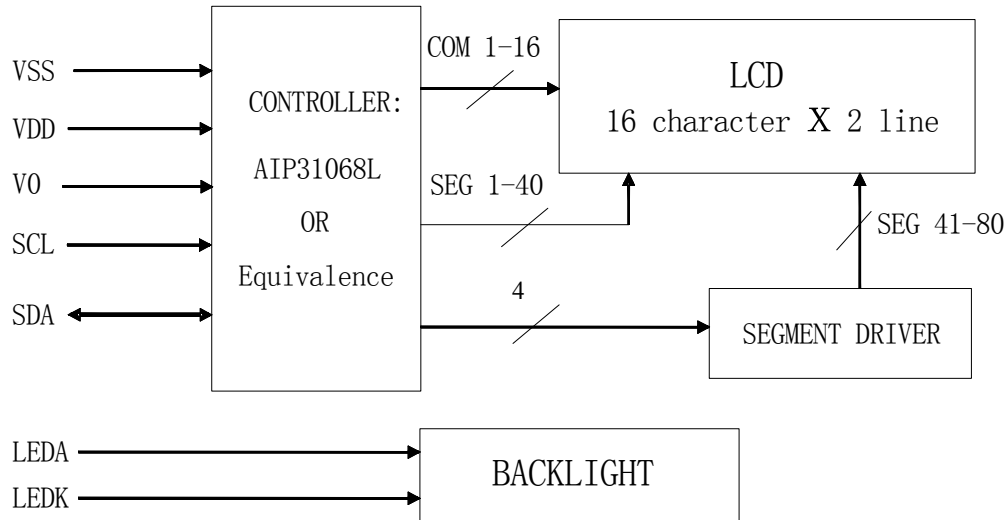 VSS
VDD
V0
SCL
SDA
CONTROLLER:
AIP31068L
OR
Equivalence
COM 1-16
SEG 1-40
4
LCD
16 character X 2 line
SEG 41-80
SEGMENT DRIVER
LEDA
LEDK
BACKLIGHT